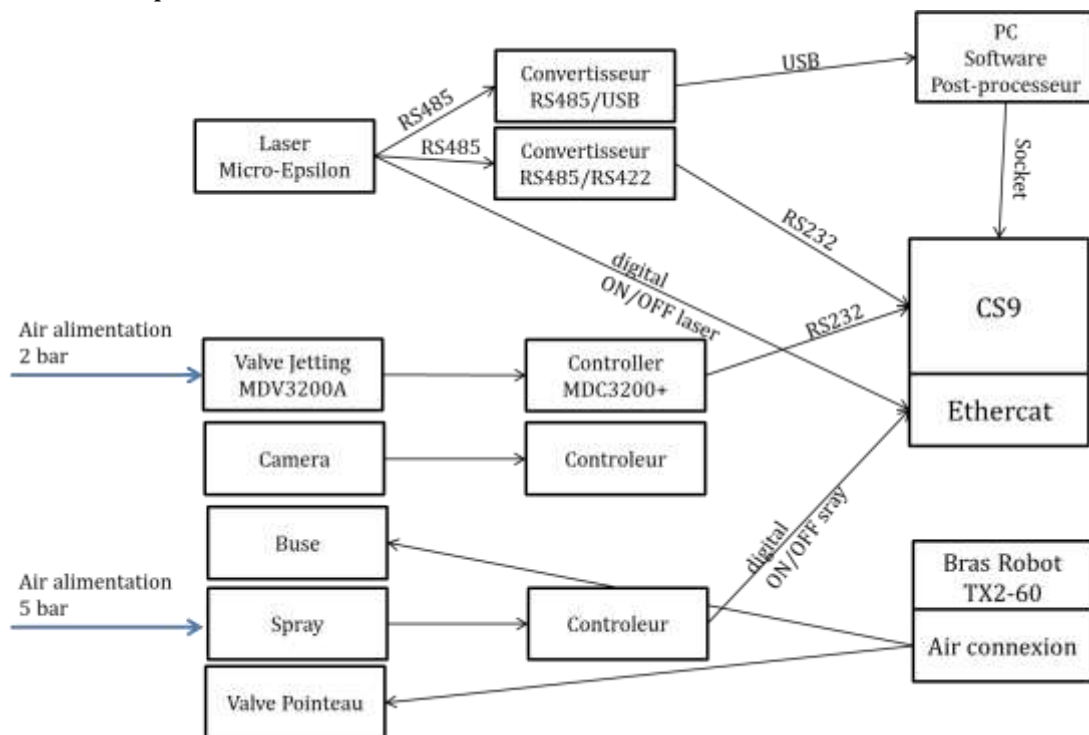 PC
Software
Post-processeur
USB
Convertisseur
RS485/USB
RS485
Laser
Micro-Epsilon
RS485
Convertisseur
RS485/RS422
Socket
RS232
digital
ON/OFF laser
CS9
Ethercat
RS232
Air alimentation
2 bar
Valve Jetting
MDV3200A
Controller
MDC3200+
Camera
Controleur
Buse
digital
ON/OFF sray
Bras Robot
TX2-60
Air connexion
Air alimentation
5 bar
Spray
Controleur
Valve Pointeau